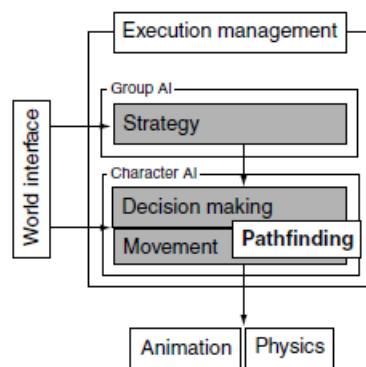 Execution management
Group AI
Strategy
World interface
Character AI
Decision making
Movement
Pathfinding
Animation
Physics